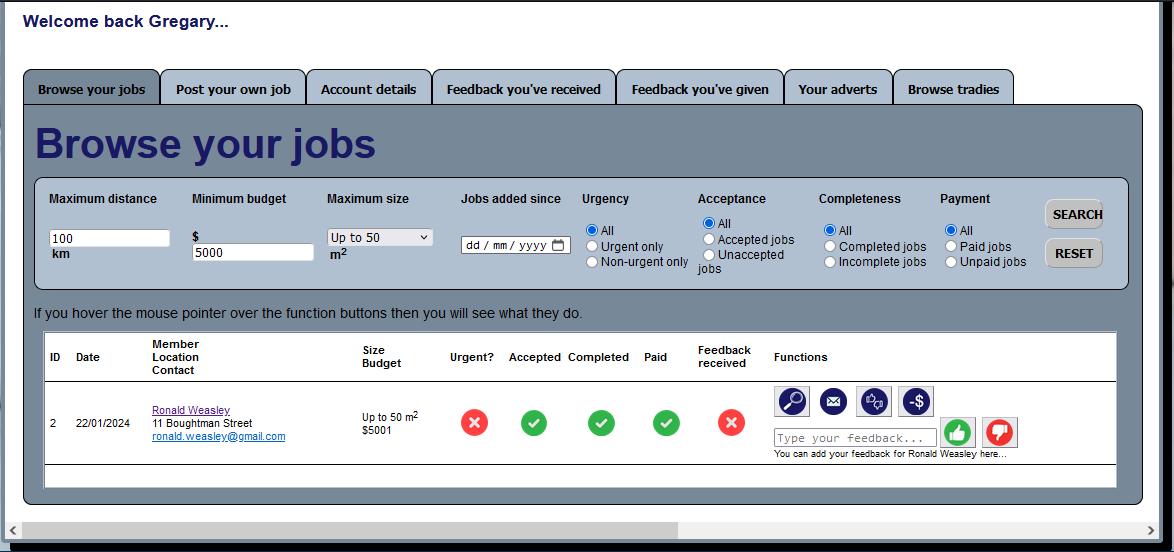 Welcome back Gregary...
Browse your jobs
Post your own job
Account details
Feedback you've received
Feedback you've given
Your adverts
Browse tradies
Browse your jobs
Maximum distance
Minimum budget
Maximum size
Jobs added since
Urgency
Acceptance
Completeness
Payment
100
km
$
5000
Up to 50
m²
dd / mm / yyyy
All
Urgent only
Non-urgent only
All
Accepted jobs
Unaccepted
jobs
All
Completed jobs
Incomplete jobs
All
Paid jobs
Unpaid jobs
SEARCH
RESET
If you hover the mouse pointer over the function buttons then you will see what they do.
ID
Date
Member
Location
Contact
Size
Budget
Urgent?
Accepted
Completed
Paid
Feedback
received
Functions
2
22/01/2024
Ronald Weasley
11 Boughtman Street
ronald.weasley@gmail.com
Up to 50 m²
$5001
-$
Type your feedback...
You can add your feedback for Ronald Weasley here...